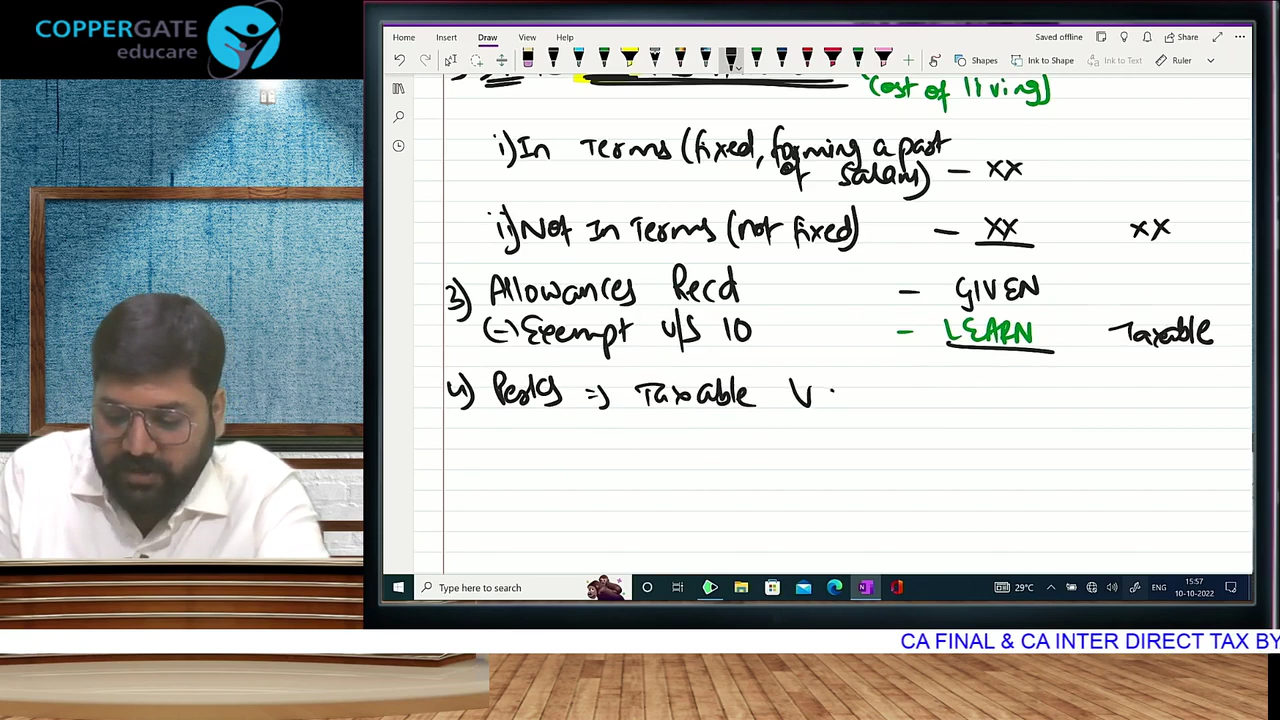 COPPERGATE
educare
Home Insert Draw View Help
Saved offline
Share
Shapes
Ink to Shape
Ink to Text
Ruler
(cost of living)
i) In Terms (fixed, forming a part
of salary) - xx
ii) Not In Terms (not fixed) - xx xx
3) Allowances Recd - GIVEN
(-) Exempt u/s 10 - LEARN Taxable
4) Perks => Taxable V
Type here to search
29°C
ENG
15:57
10-10-2022
CA FINAL & CA INTER DIRECT TAX BY